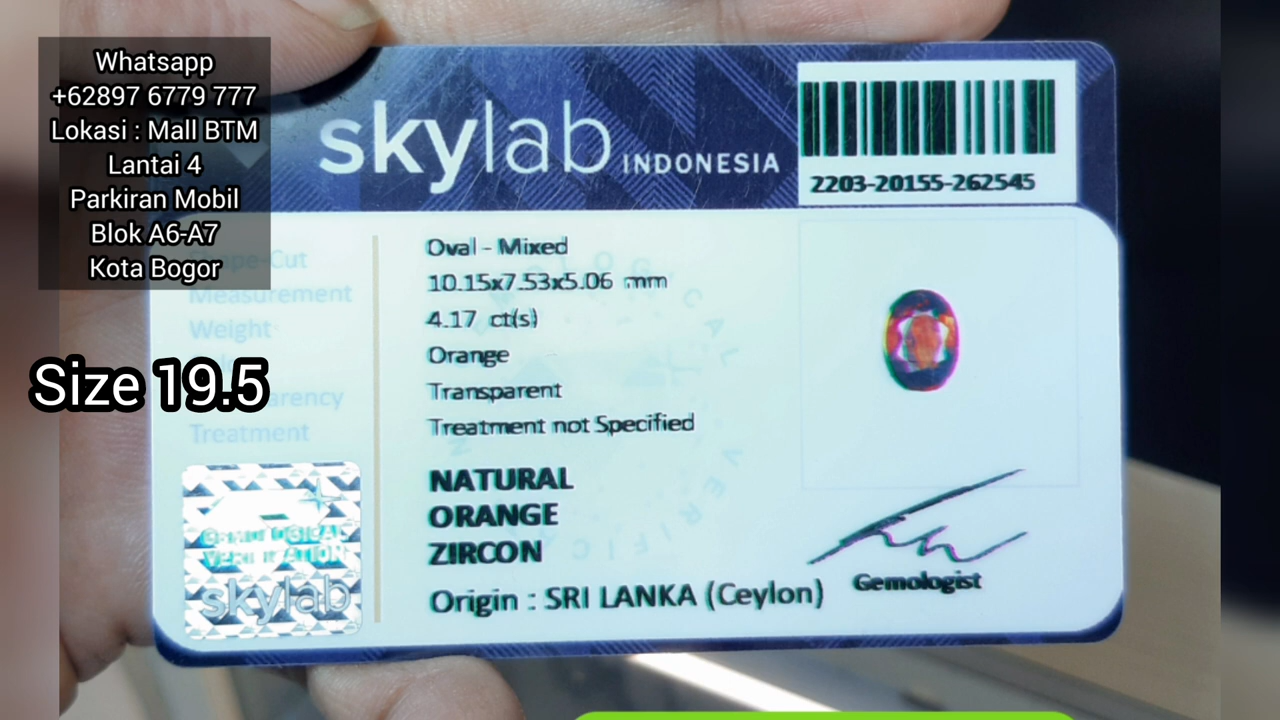 Whatsapp
+62897 6779 777
Lokasi : Mall BTM
Lantai 4
Parkiran Mobil
Blok A6-A7
Kota Bogor
Size 19.5
skylab INDONESIA
2203-20155-262545
Oval - Mixed
Measurement 10.15x7.53x5.06 mm
Weight 4.17 ct(s)
Orange
Transparent
Treatment Treatment not Specified
NATURAL
ORANGE
ZIRCON
Origin : SRI LANKA (Ceylon)
Gemologist
GEMOLOGICAL
VERIFICATION
skylab